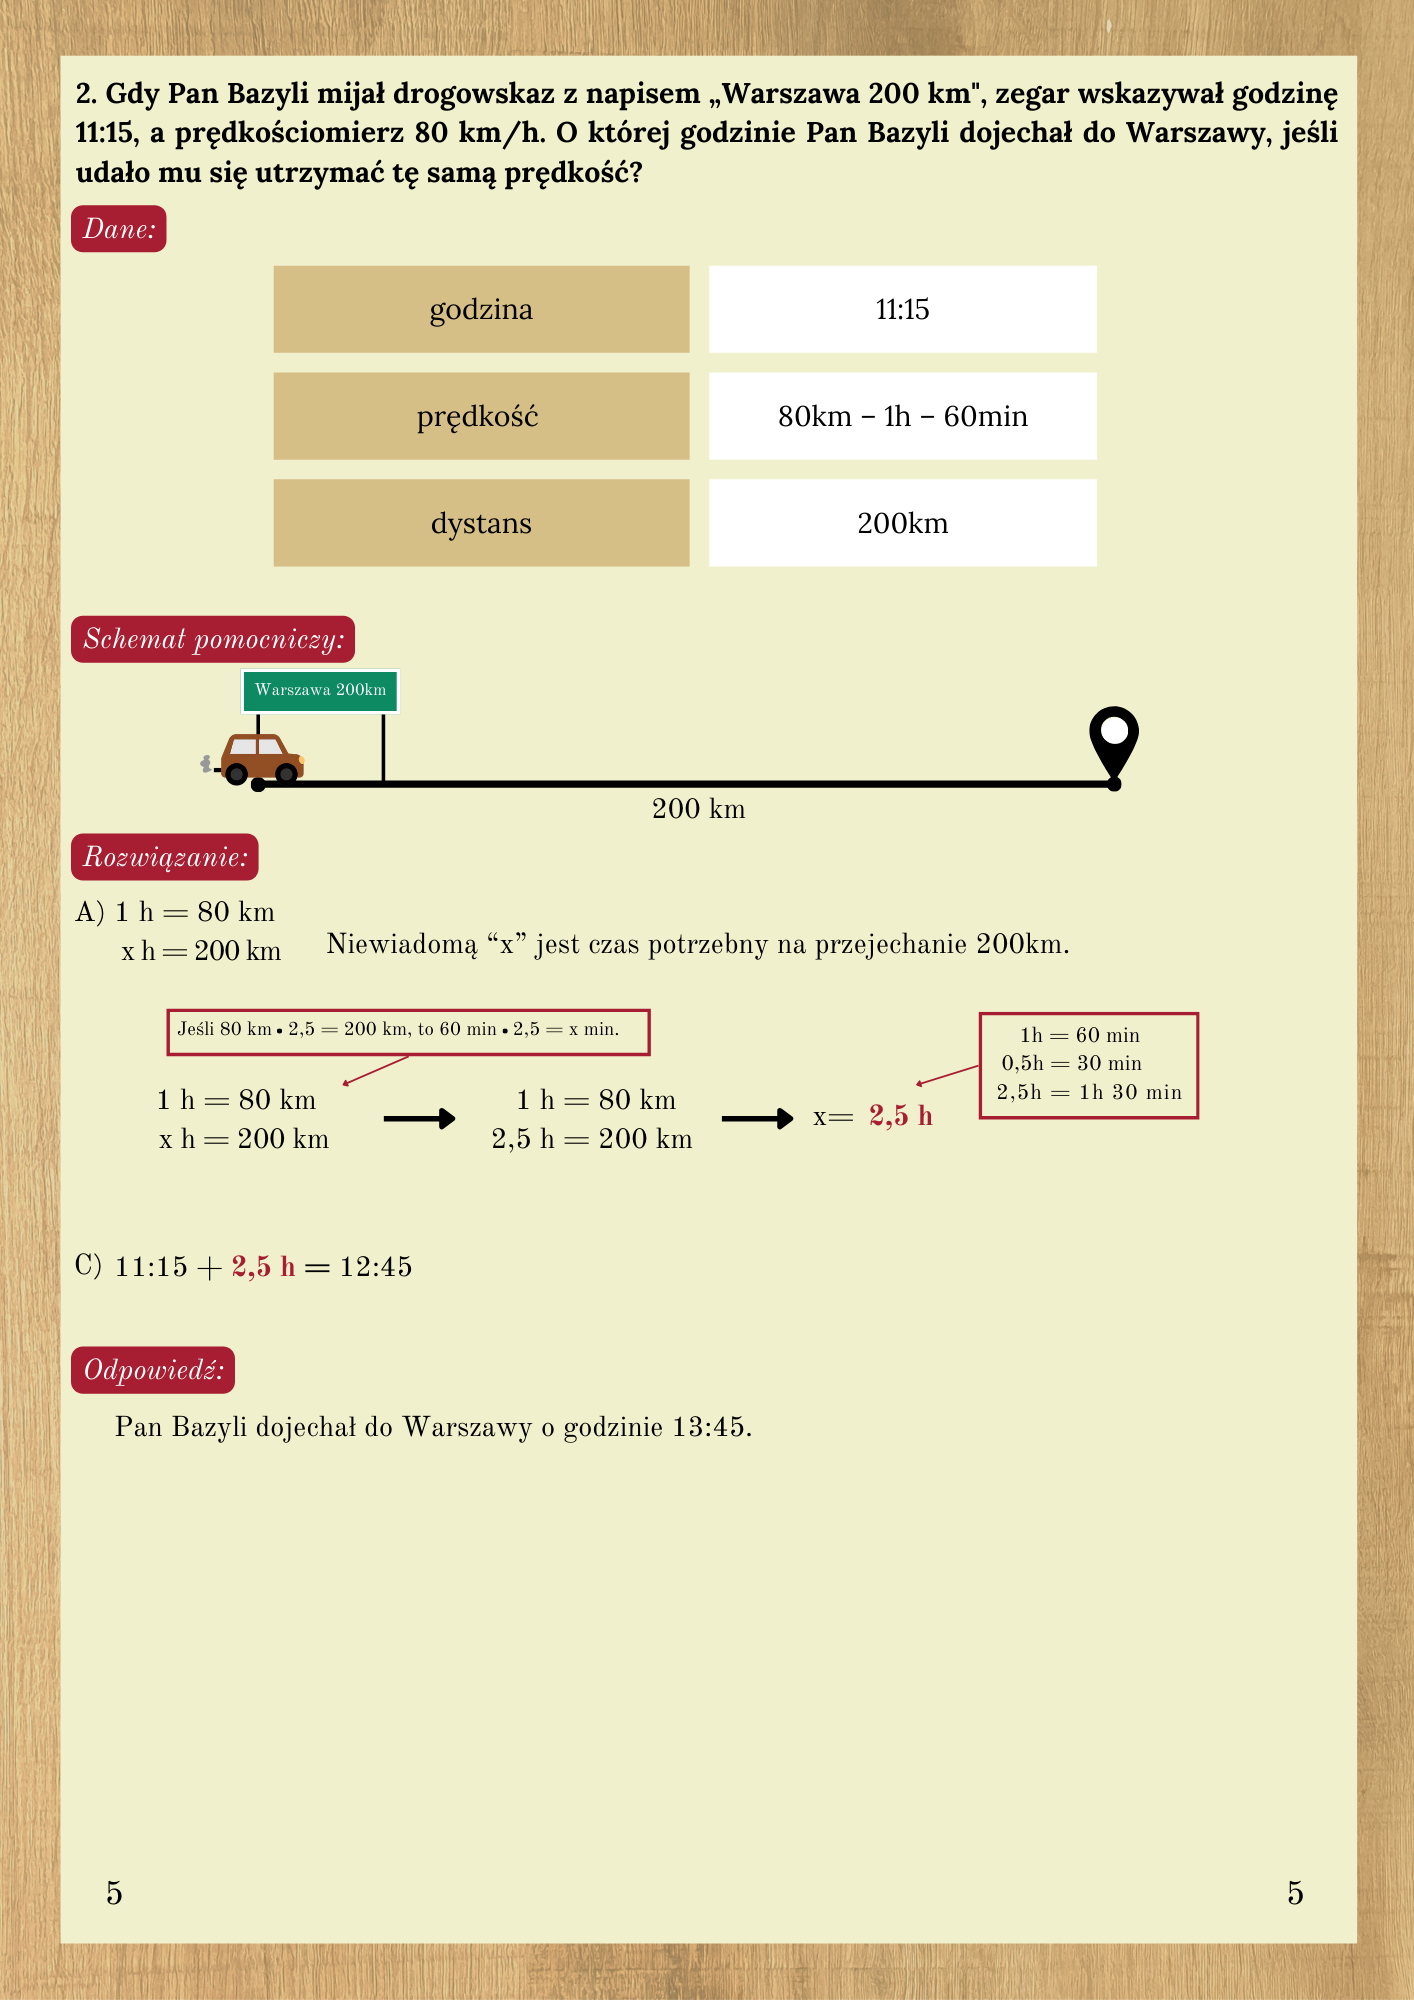 2. Gdy Pan Bazyli mijał drogowskaz z napisem „Warszawa 200 km", zegar wskazywał godzinę
11:15, a prędkościomierz 80 km/h. O której godzinie Pan Bazyli dojechał do Warszawy, jeśli
udało mu się utrzymać tę samą prędkość?
Dane:
godzina 11:15
prędkość 80km – 1h – 60min
dystans 200km
Schemat pomocniczy:
Warszawa 200km
200 km
Rozwiązanie:
A) 1 h = 80 km
x h = 200 km
Niewiadomą “x” jest czas potrzebny na przejechanie 200km.
Jeśli 80 km • 2,5 = 200 km, to 60 min • 2,5 = x min.
1h = 60 min
0,5h = 30 min
2,5h = 1h 30 min
1 h = 80 km
x h = 200 km
1 h = 80 km
2,5 h = 200 km
x= 2,5 h
C) 11:15 + 2,5 h = 12:45
Odpowiedź:
Pan Bazyli dojechał do Warszawy o godzinie 13:45.
5 5